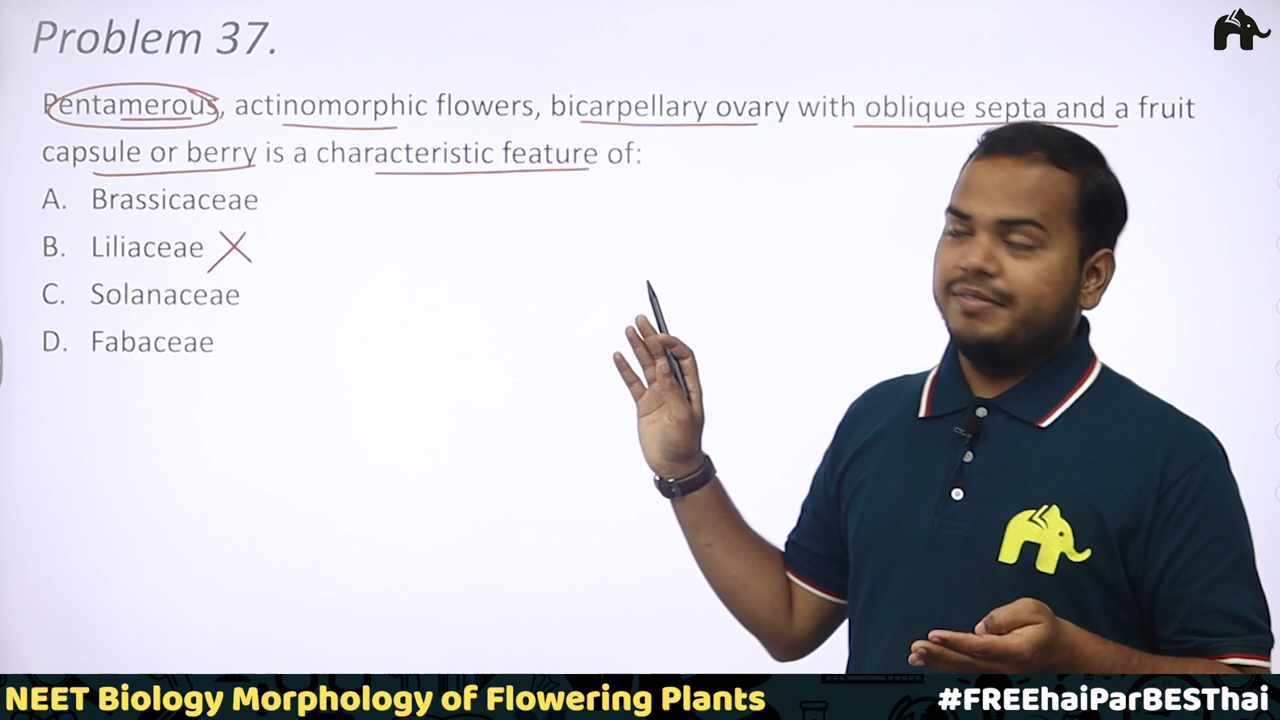 Problem 37.
Pentamerous, actinomorphic flowers, bicarpellary ovary with oblique septa and a fruit
capsule or berry is a characteristic feature of:
A. Brassicaceae
B. Liliaceae
C. Solanaceae
D. Fabaceae
NEET Biology Morphology of Flowering Plants
#FREEhaiParBESThai